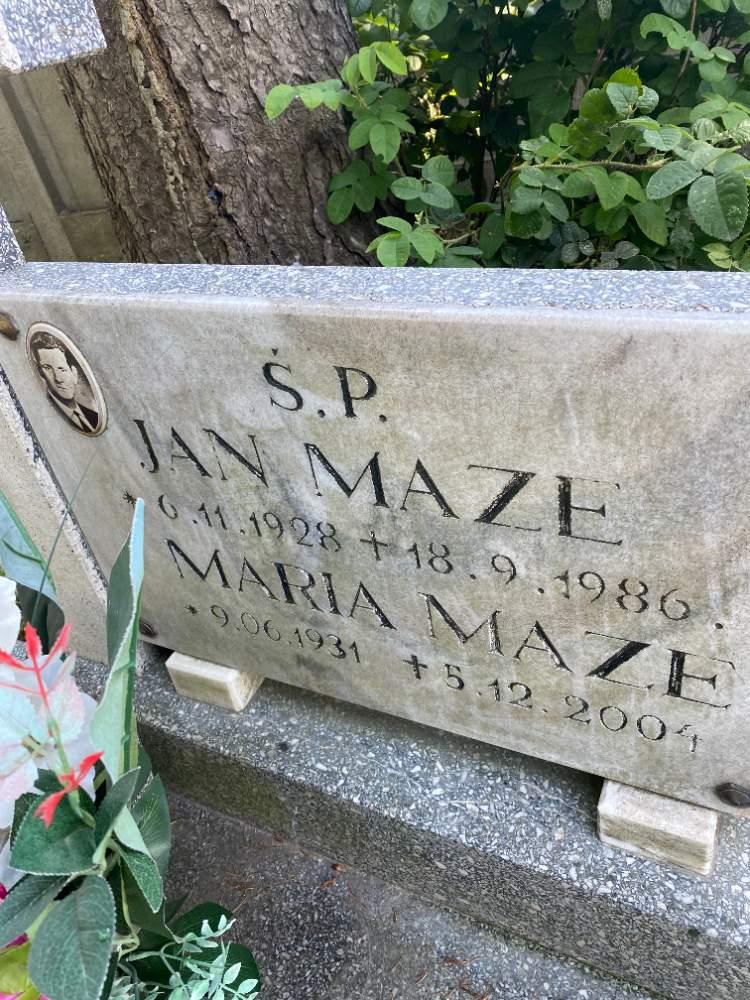 Ś.P.
JAN MAZE
* 6.11.1928 + 18.9.1986.
MARIA MAZE
* 9.06.1931 + 5.12.2004